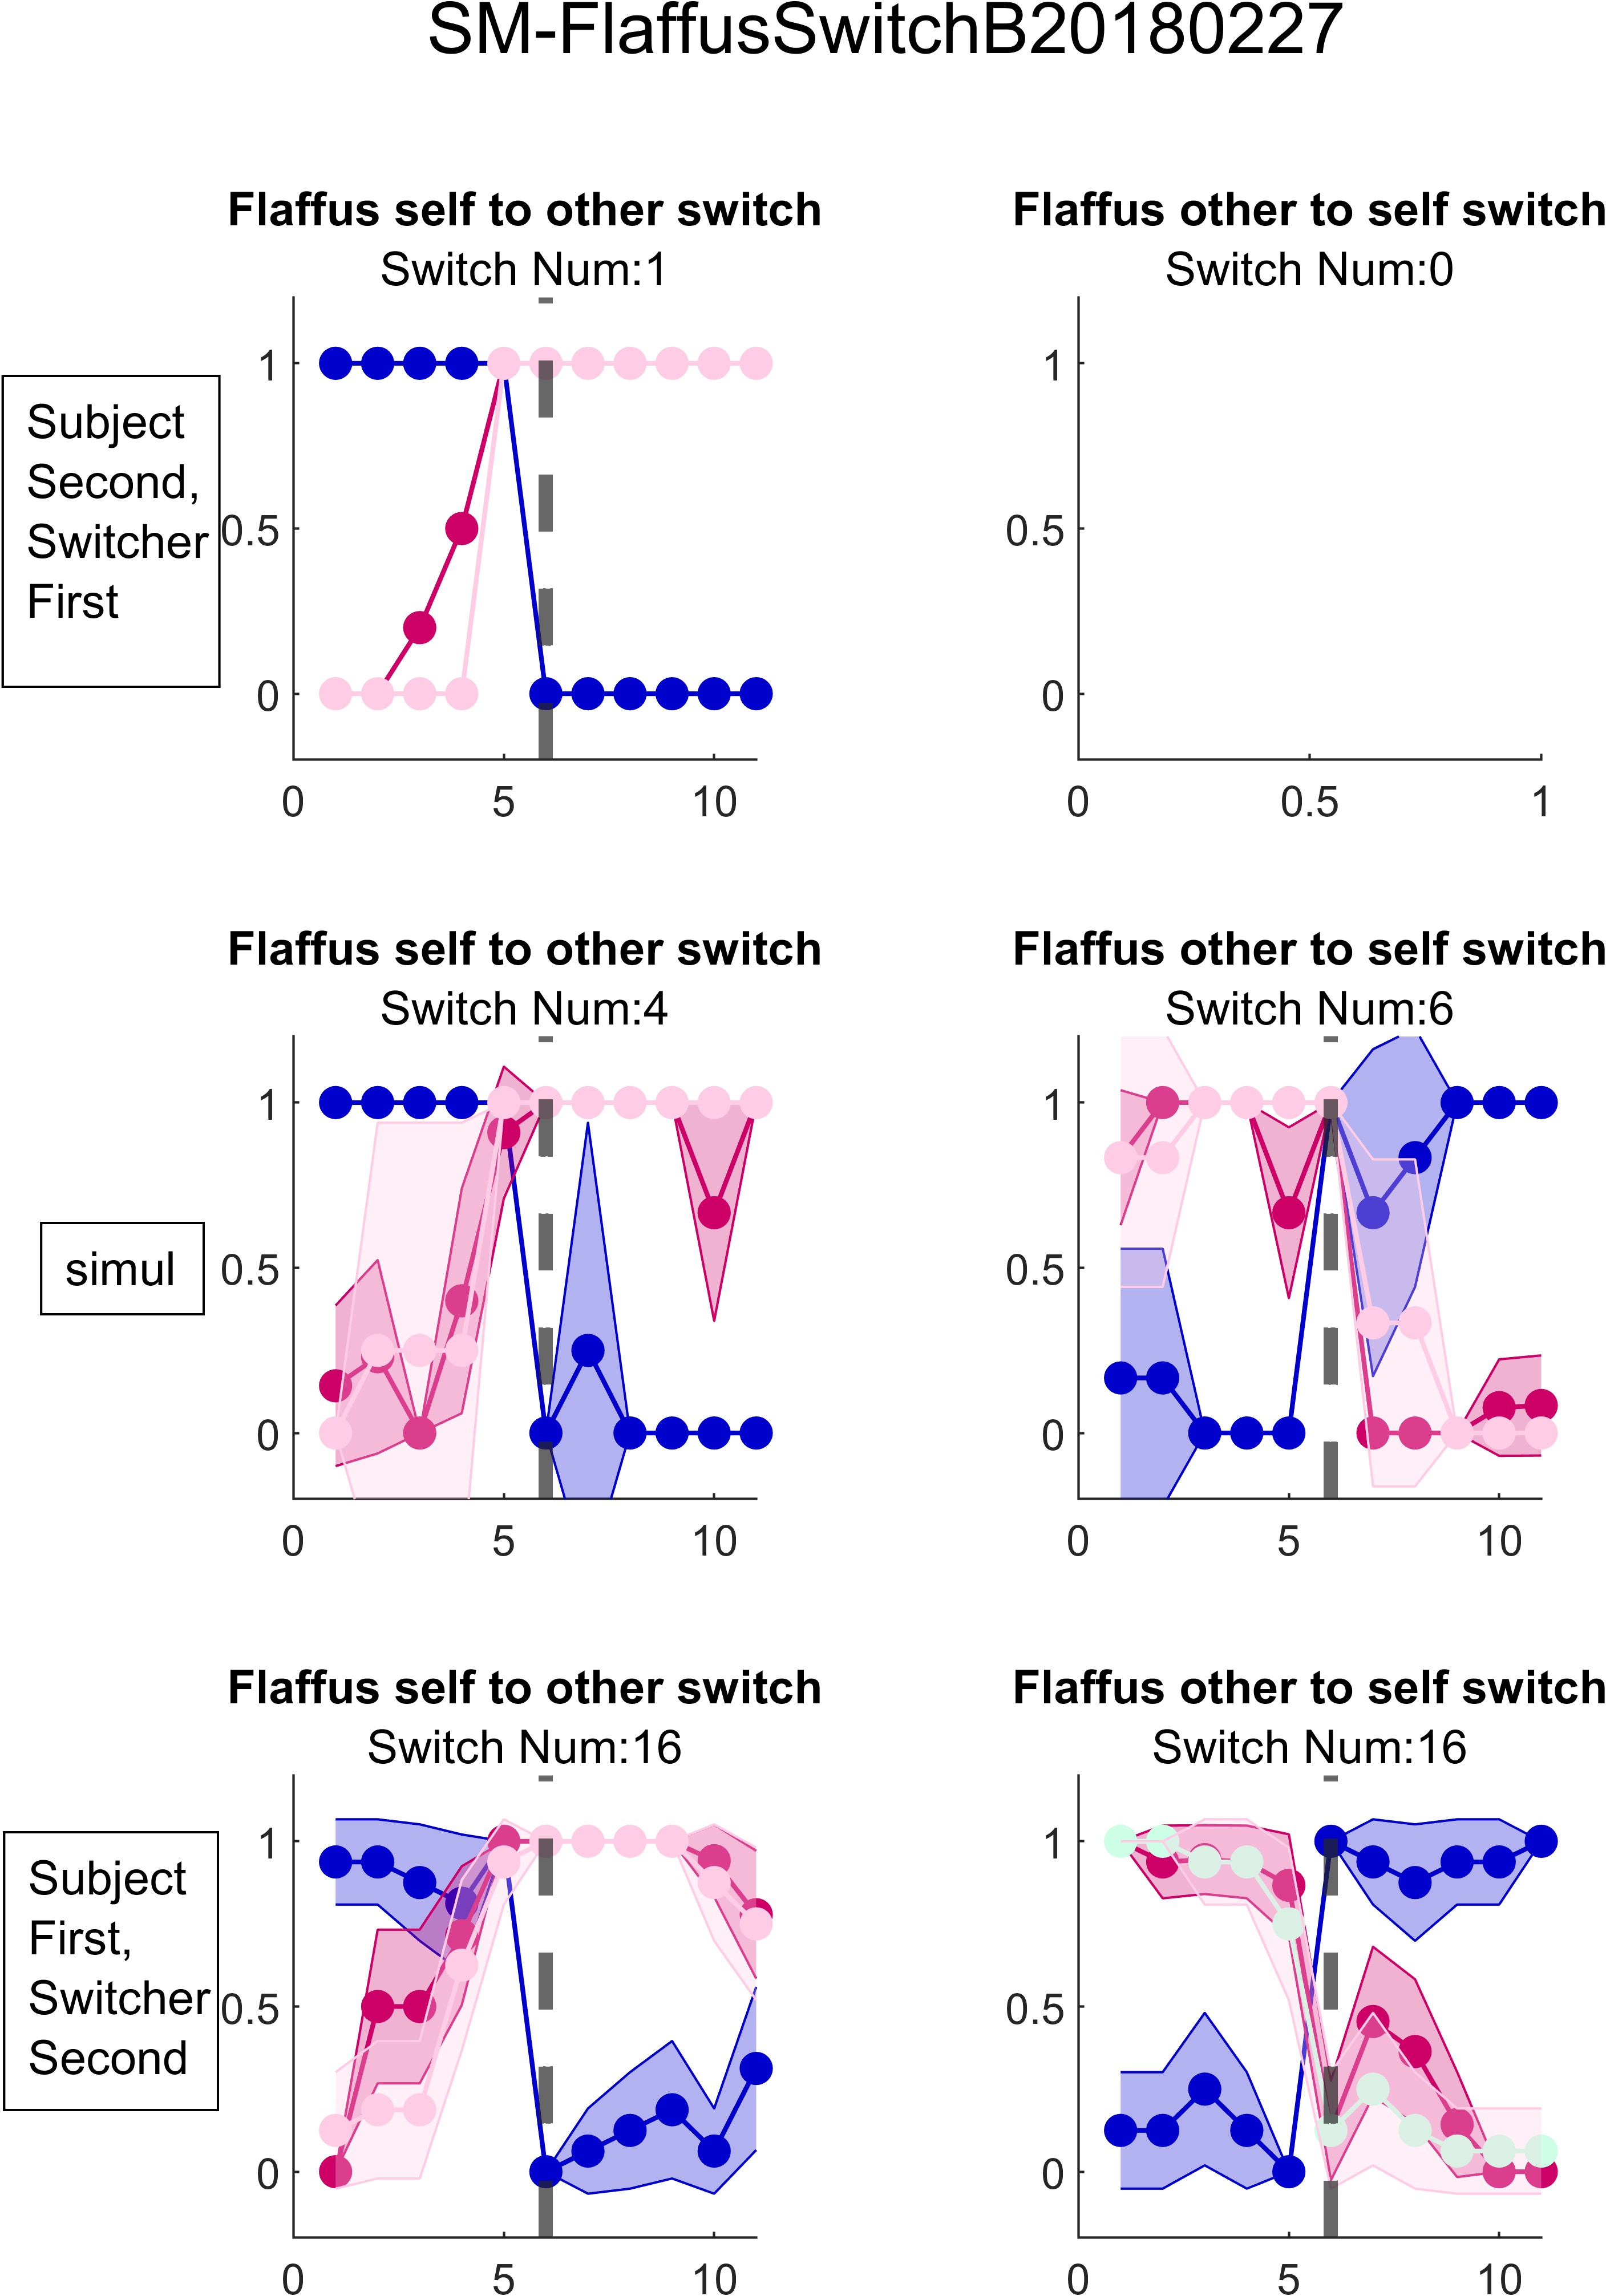 SM-FlaffusSwitchB20180227
Flaffus self to other switch
Switch Num:1
Flaffus other to self switch
Switch Num:0
Subject
Second,
Switcher
First
1
0.5
0
0 5 10
1
0.5
0
0 0.5 1
Flaffus self to other switch
Switch Num:4
Flaffus other to self switch
Switch Num:6
simul
1
0.5
0
0 5 10
1
0.5
0
0 5 10
Flaffus self to other switch
Switch Num:16
Flaffus other to self switch
Switch Num:16
Subject
First,
Switcher
Second
1
0.5
0
0 5 10
1
0.5
0
0 5 10